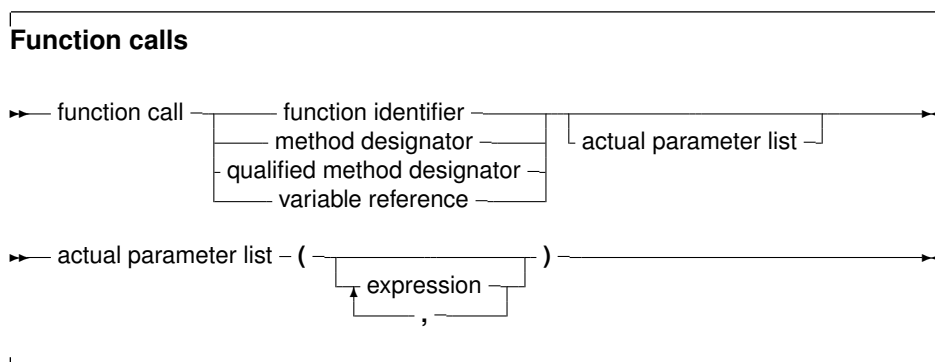 Function calls
function call function identifier
method designator actual parameter list
qualified method designator
variable reference
actual parameter list ( )
expression
,